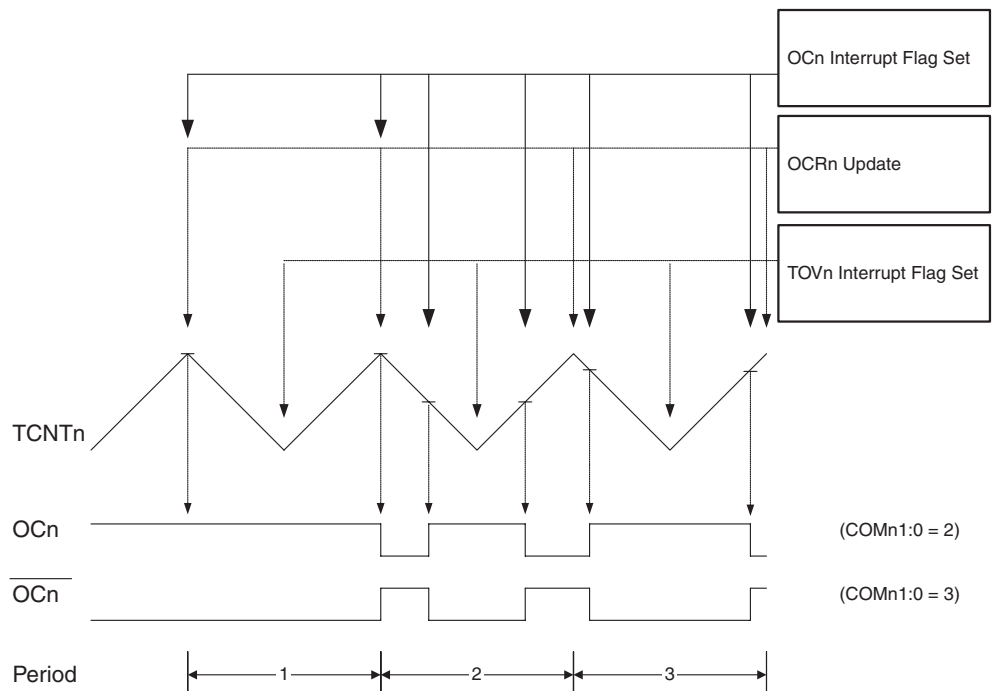 OCn Interrupt Flag Set
OCRn Update
TOVn Interrupt Flag Set
TCNTn
OCn
(COMn1:0 = 2)
OCn
(COMn1:0 = 3)
Period
1
2
3